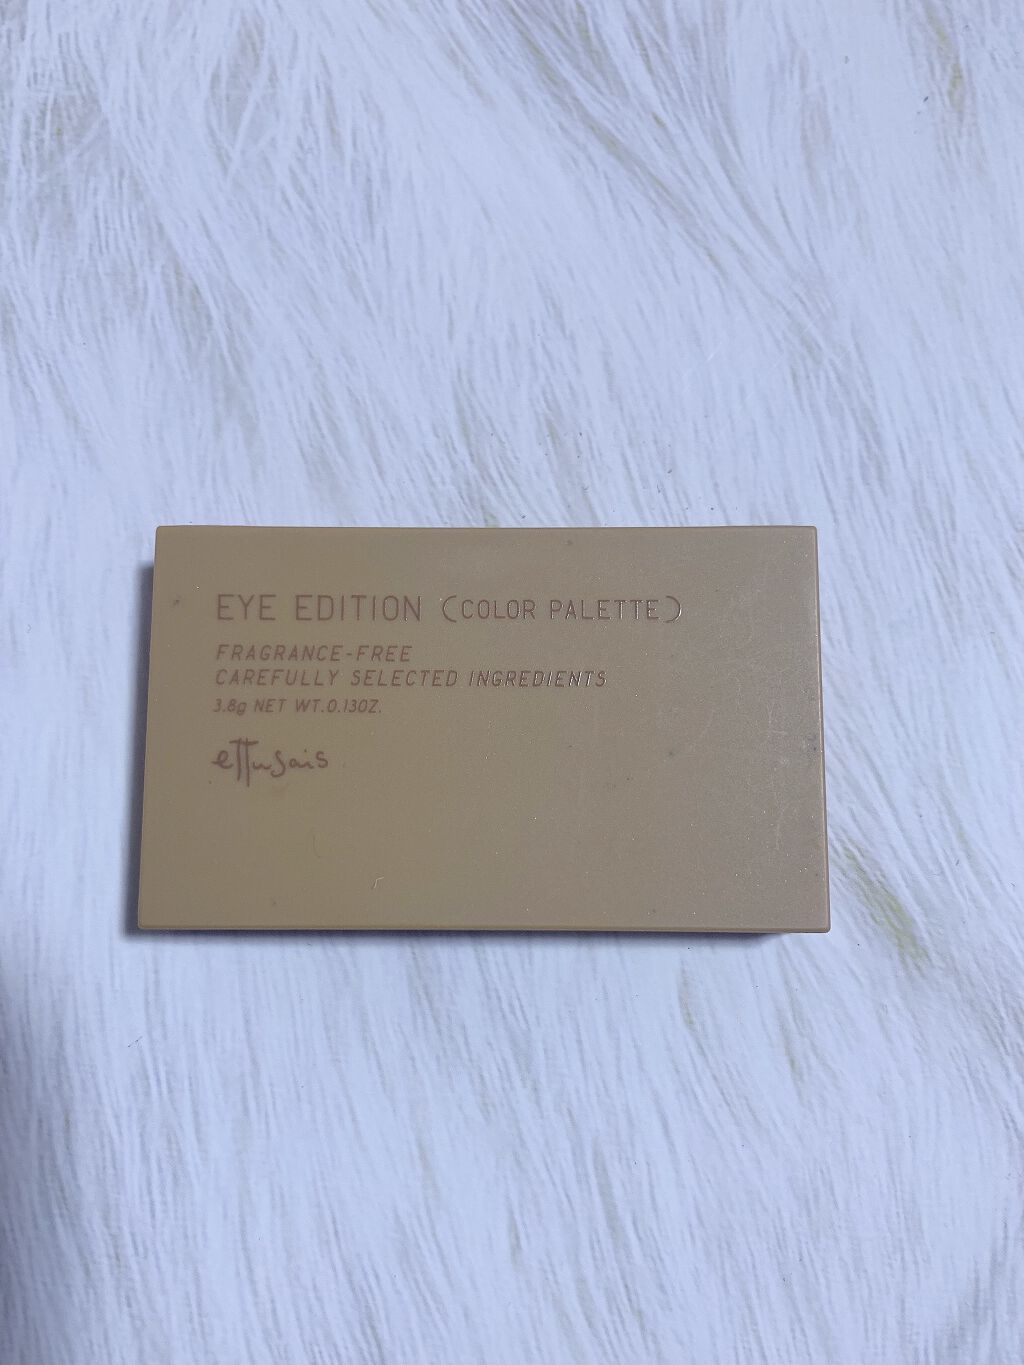 EYE EDITION (COLOR PALETTE)
FRAGRANCE-FREE
CAREFULLY SELECTED INGREDIENTS
3.8g NET WT.0.13OZ.
ettusais